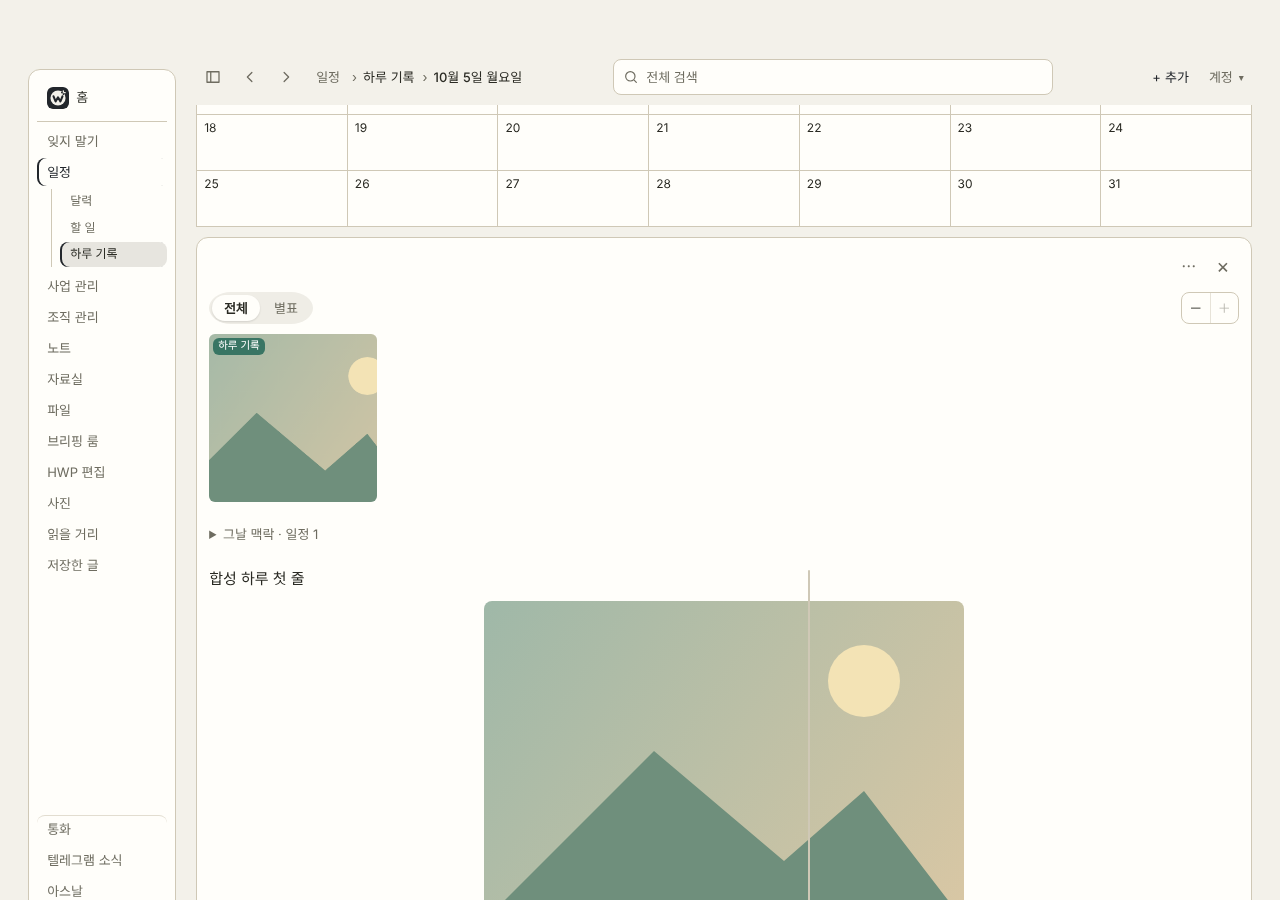 홈
잊지 말기
일정
달력
할 일
하루 기록
사업 관리
조직 관리
노트
자료실
파일
브리핑 룸
HWP 편집
사진
읽을 거리
저장한 글
통화
텔레그램 소식
아스날
일정 › 하루 기록 › 10월 5일 월요일
전체 검색
+ 추가
계정 ▾
18 19 20 21 22 23 24
25 26 27 28 29 30 31
··· ✕
전체 별표
− +
하루 기록
▶ 그날 맥락 · 일정 1
합성 하루 첫 줄